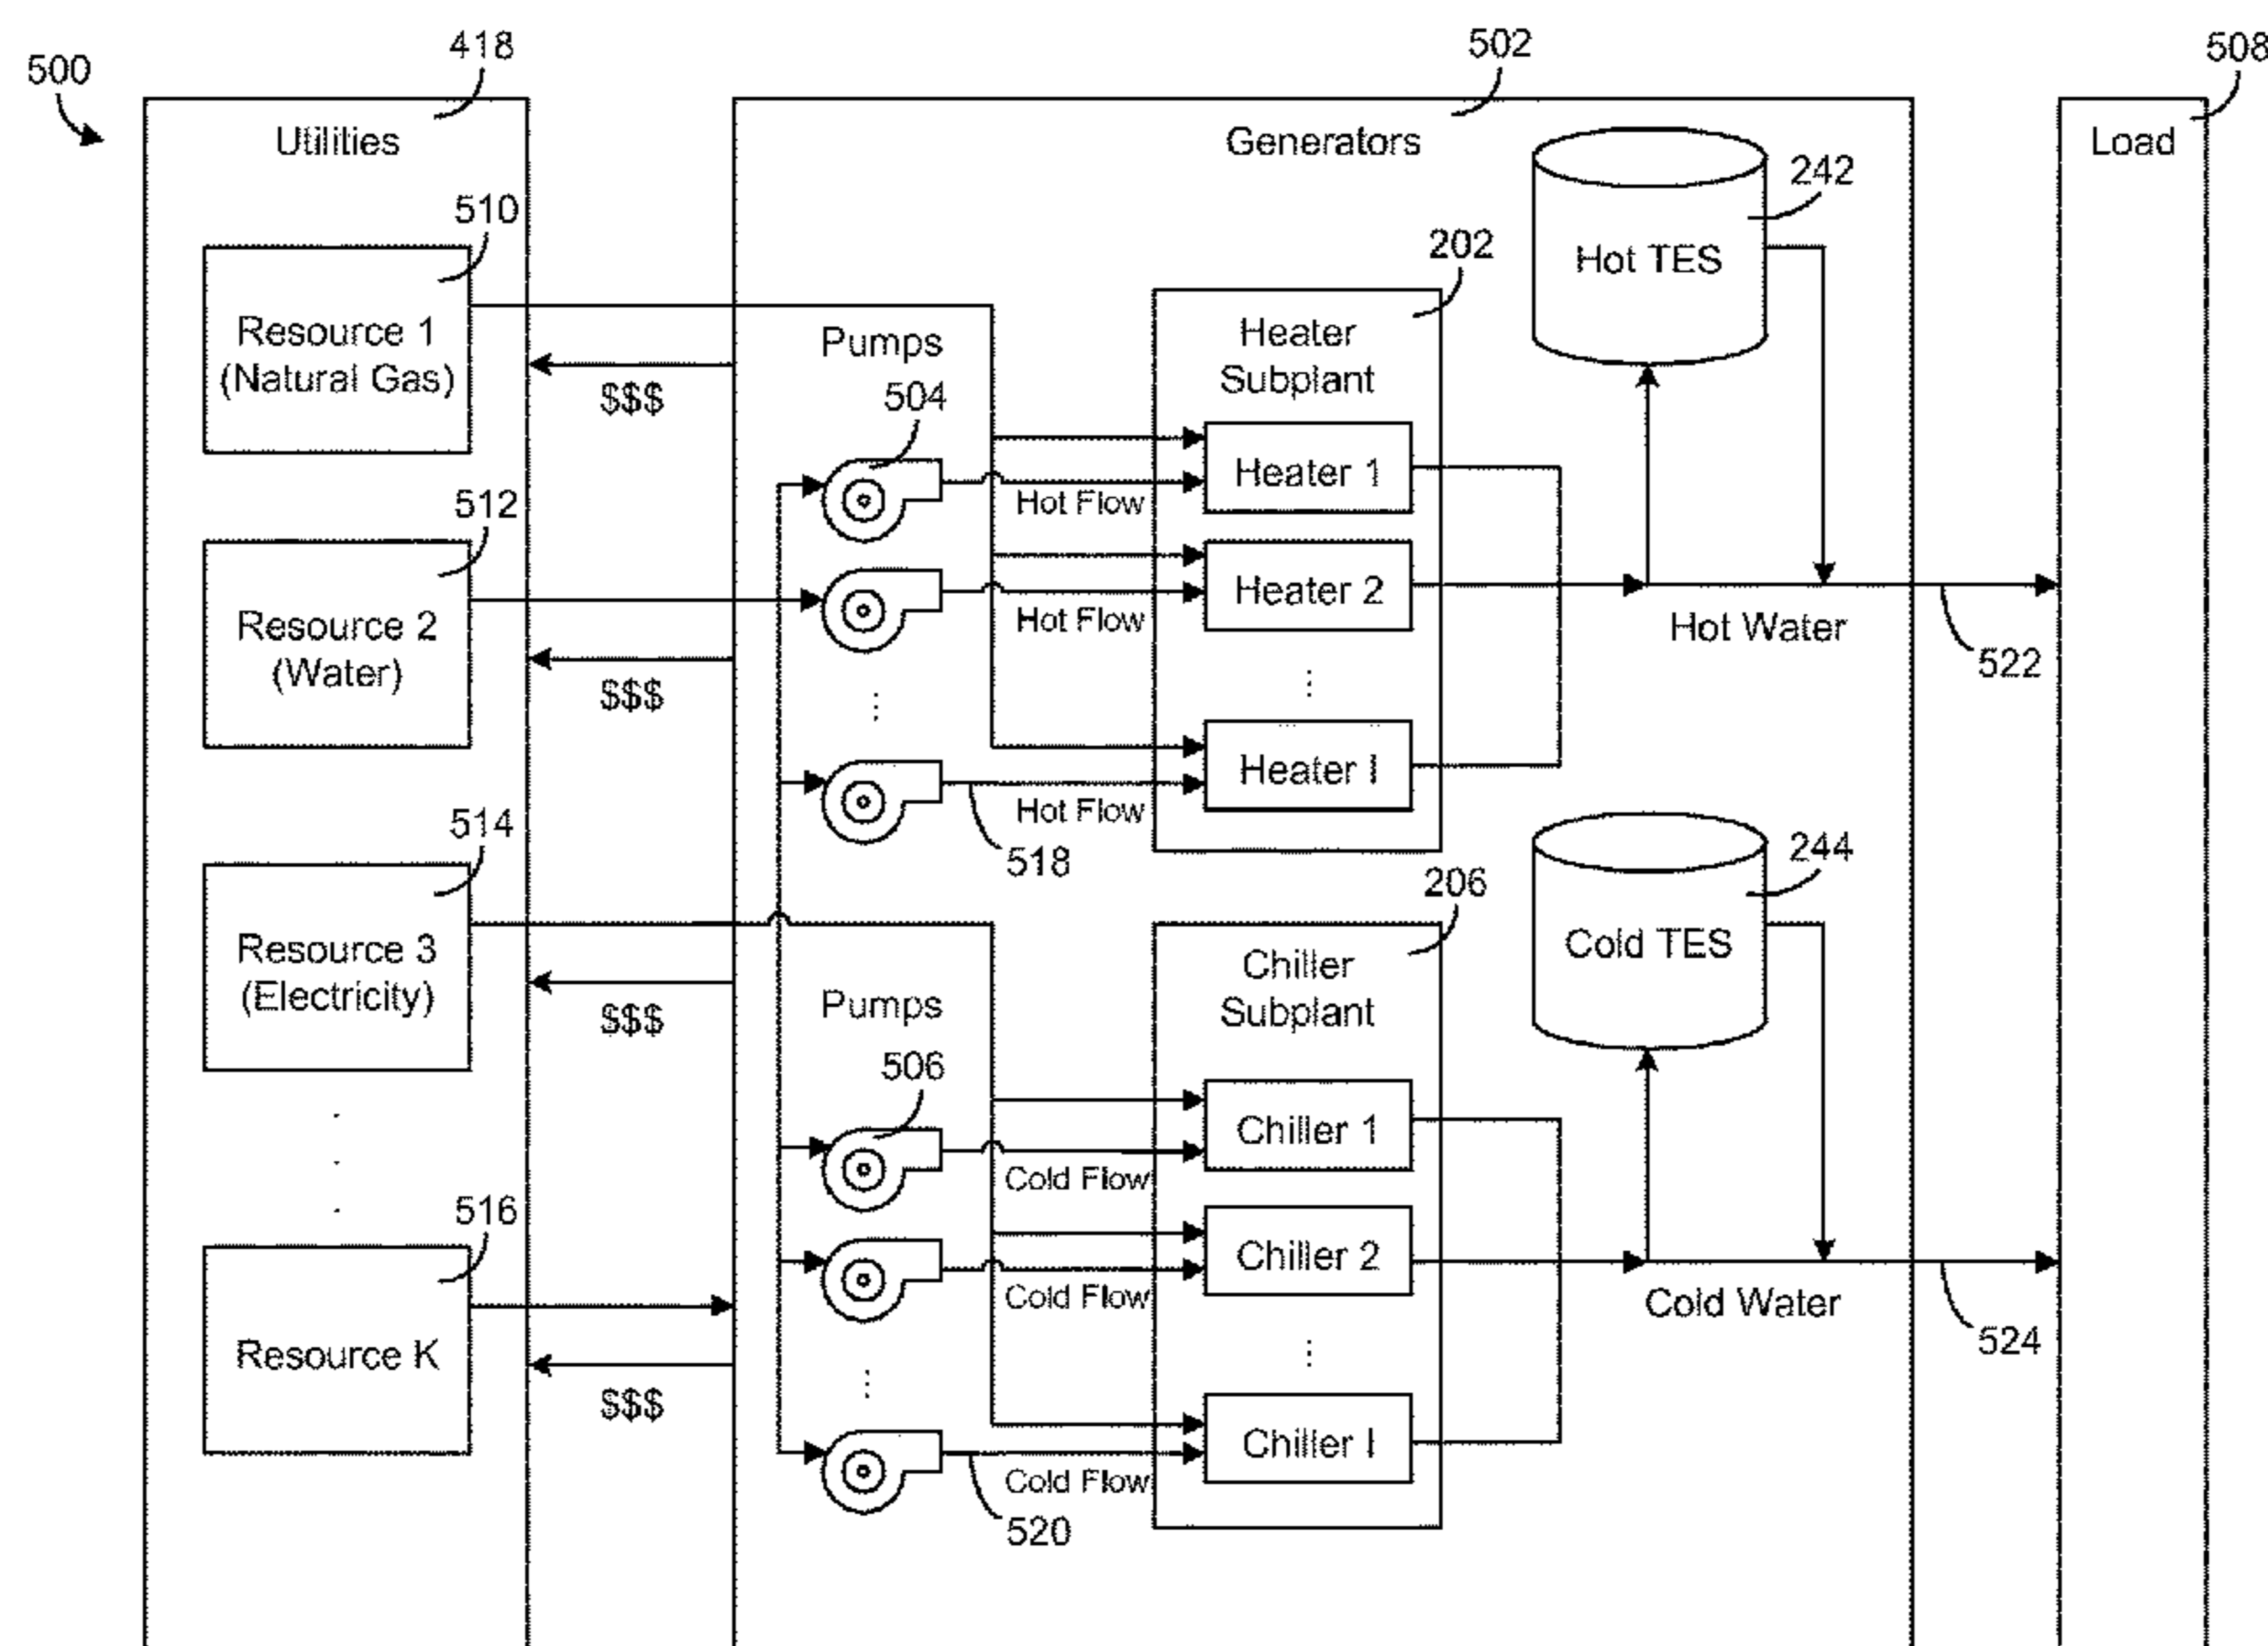 500
418
502
508
Utilities
Generators
Load
242
Hot TES
510
Resource 1
(Natural Gas)
$$$
Pumps
504
202
Heater
Subplant
Heater 1
Hot Flow
512
Resource 2
(Water)
$$$
Heater 2
Hot Flow
Hot Water
522
⋮
⋮
Heater I
Hot Flow
518
514
Resource 3
(Electricity)
$$$
Pumps
506
206
Chiller
Subplant
244
Cold TES
Chiller 1
Cold Flow
Chiller 2
Cold Flow
Cold Water
524
516
Resource K
$$$
⋮
⋮
Chiller I
Cold Flow
520